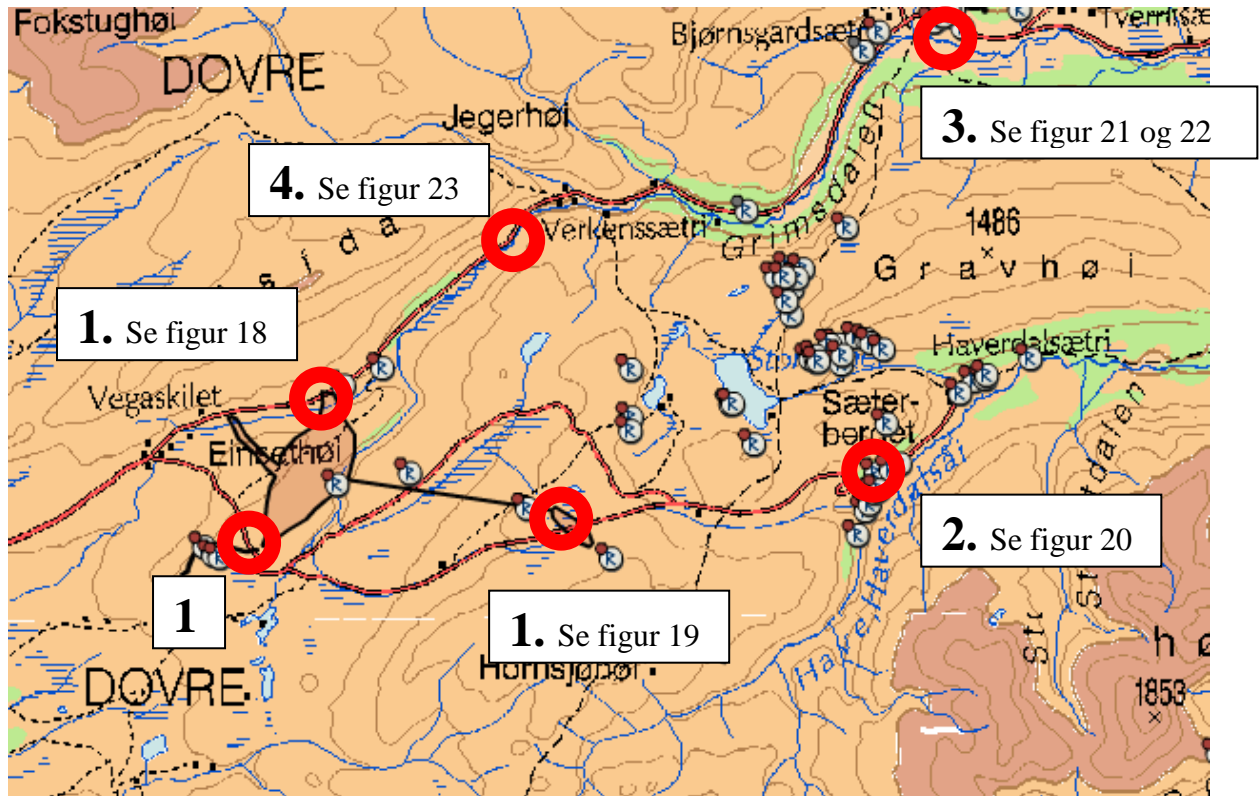 Fokstughøi
DOVRE
Bjørnsgardsætri
Jegerhøi
3. Se figur 21 og 22
4. Se figur 23
Verkenssætri
Grimsdalen
1486
Gravhøi
sida
1. Se figur 18
Haverdalsætri
Vegaskilet
Sæter-
berget
Einsethøi
Haverdalsåi
2. Se figur 20
1
1. Se figur 19
Hornsjøhøi
DOVRE
1853